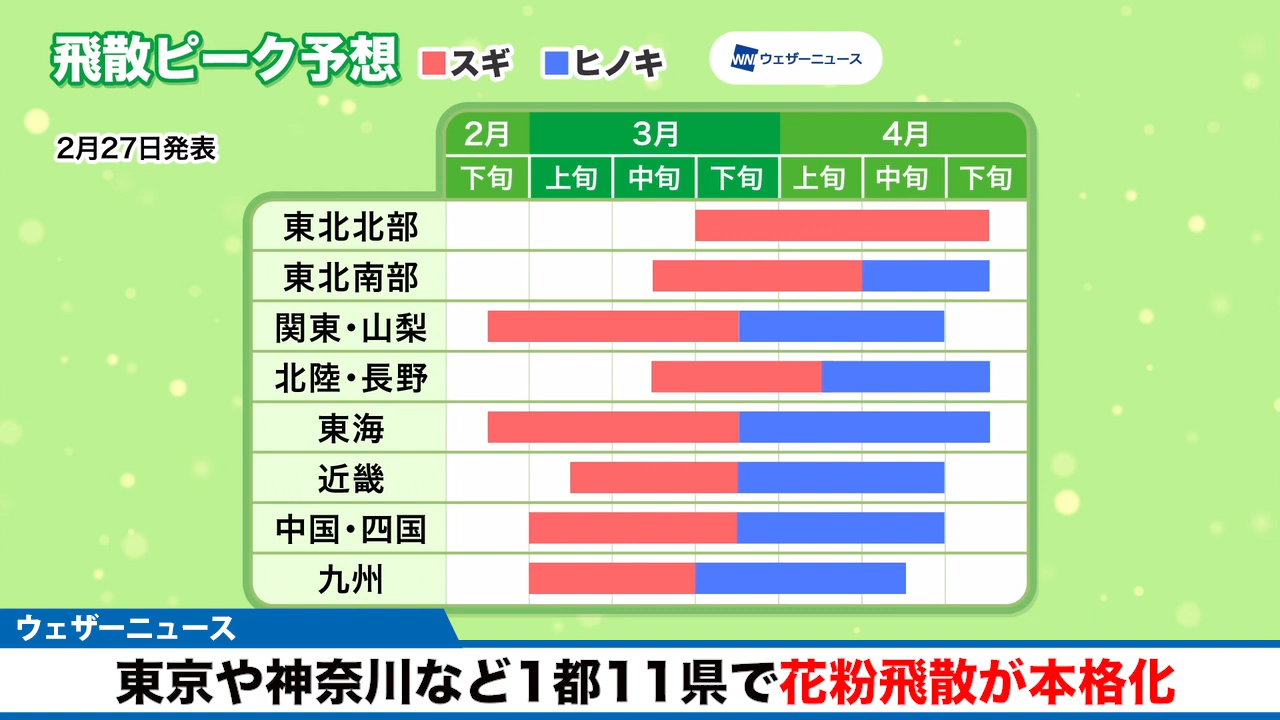 飛散ピーク予想 スギ ヒノキ WN ウェザーニュース
2月27日発表
2月 3月 4月
下旬 上旬 中旬 下旬 上旬 中旬 下旬
東北北部
東北南部
関東・山梨
北陸・長野
東海
近畿
中国・四国
九州
ウェザーニュース
東京や神奈川など1都11県で花粉飛散が本格化